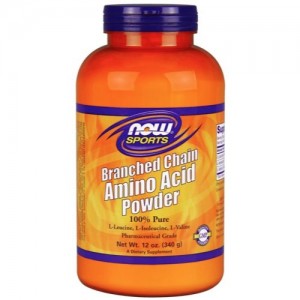 NOW
SPORTS
Branched Chain
Amino Acid
Powder
100% Pure
L-Leucine, L-Isoleucine, L-Valine
Pharmaceutical Grade
Net Wt. 12 oz. (340 g)
A Dietary Supplement